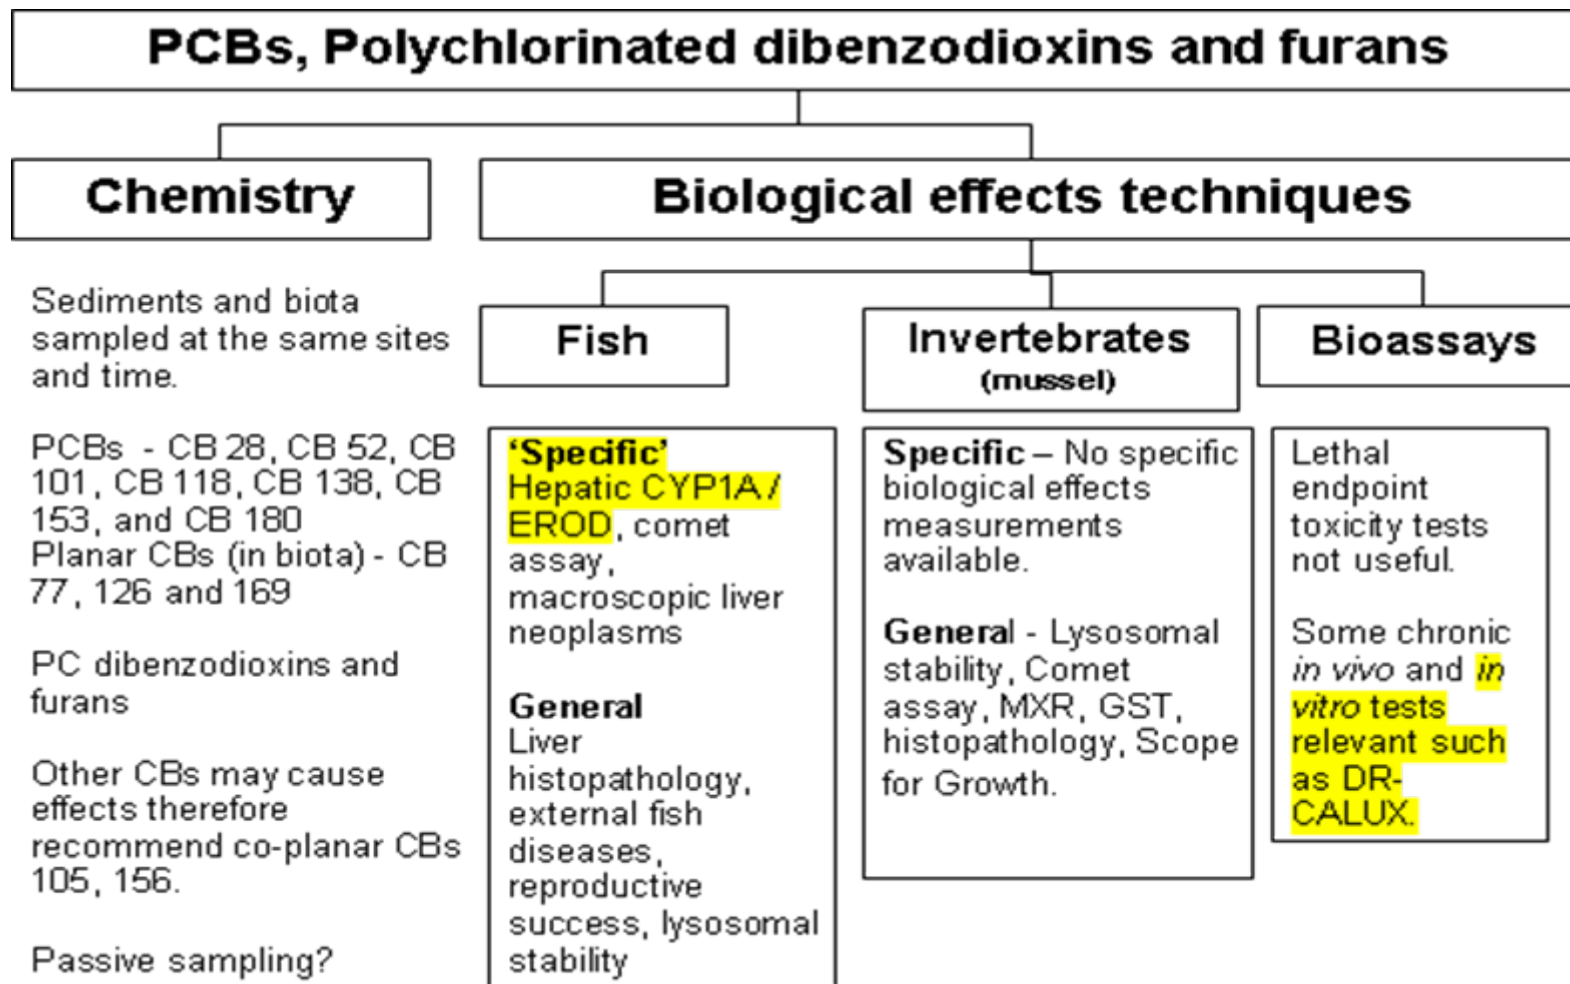 PCBs, Polychlorinated dibenzodioxins and furans
Chemistry
Biological effects techniques
Sediments and biota
sampled at the same sites
and time.
PCBs - CB 28, CB 52, CB
101, CB 118, CB 138, CB
153, and CB 180
Planar CBs (in biota) - CB
77, 126 and 169
PC dibenzodioxins and
furans
Other CBs may cause
effects therefore
recommend co-planar CBs
105, 156.
Passive sampling?
Fish
‘Specific’
Hepatic CYP1A /
EROD, comet
assay,
macroscopic liver
neoplasms
General
Liver
histopathology,
external fish
diseases,
reproductive
success, lysosomal
stability
Invertebrates
(mussel)
Specific – No specific
biological effects
measurements
available.
General - Lysosomal
stability, Comet
assay, MXR, GST,
histopathology, Scope
for Growth.
Bioassays
Lethal
endpoint
toxicity tests
not useful.
Some chronic
in vivo and in
vitro tests
relevant such
as DR-
CALUX.